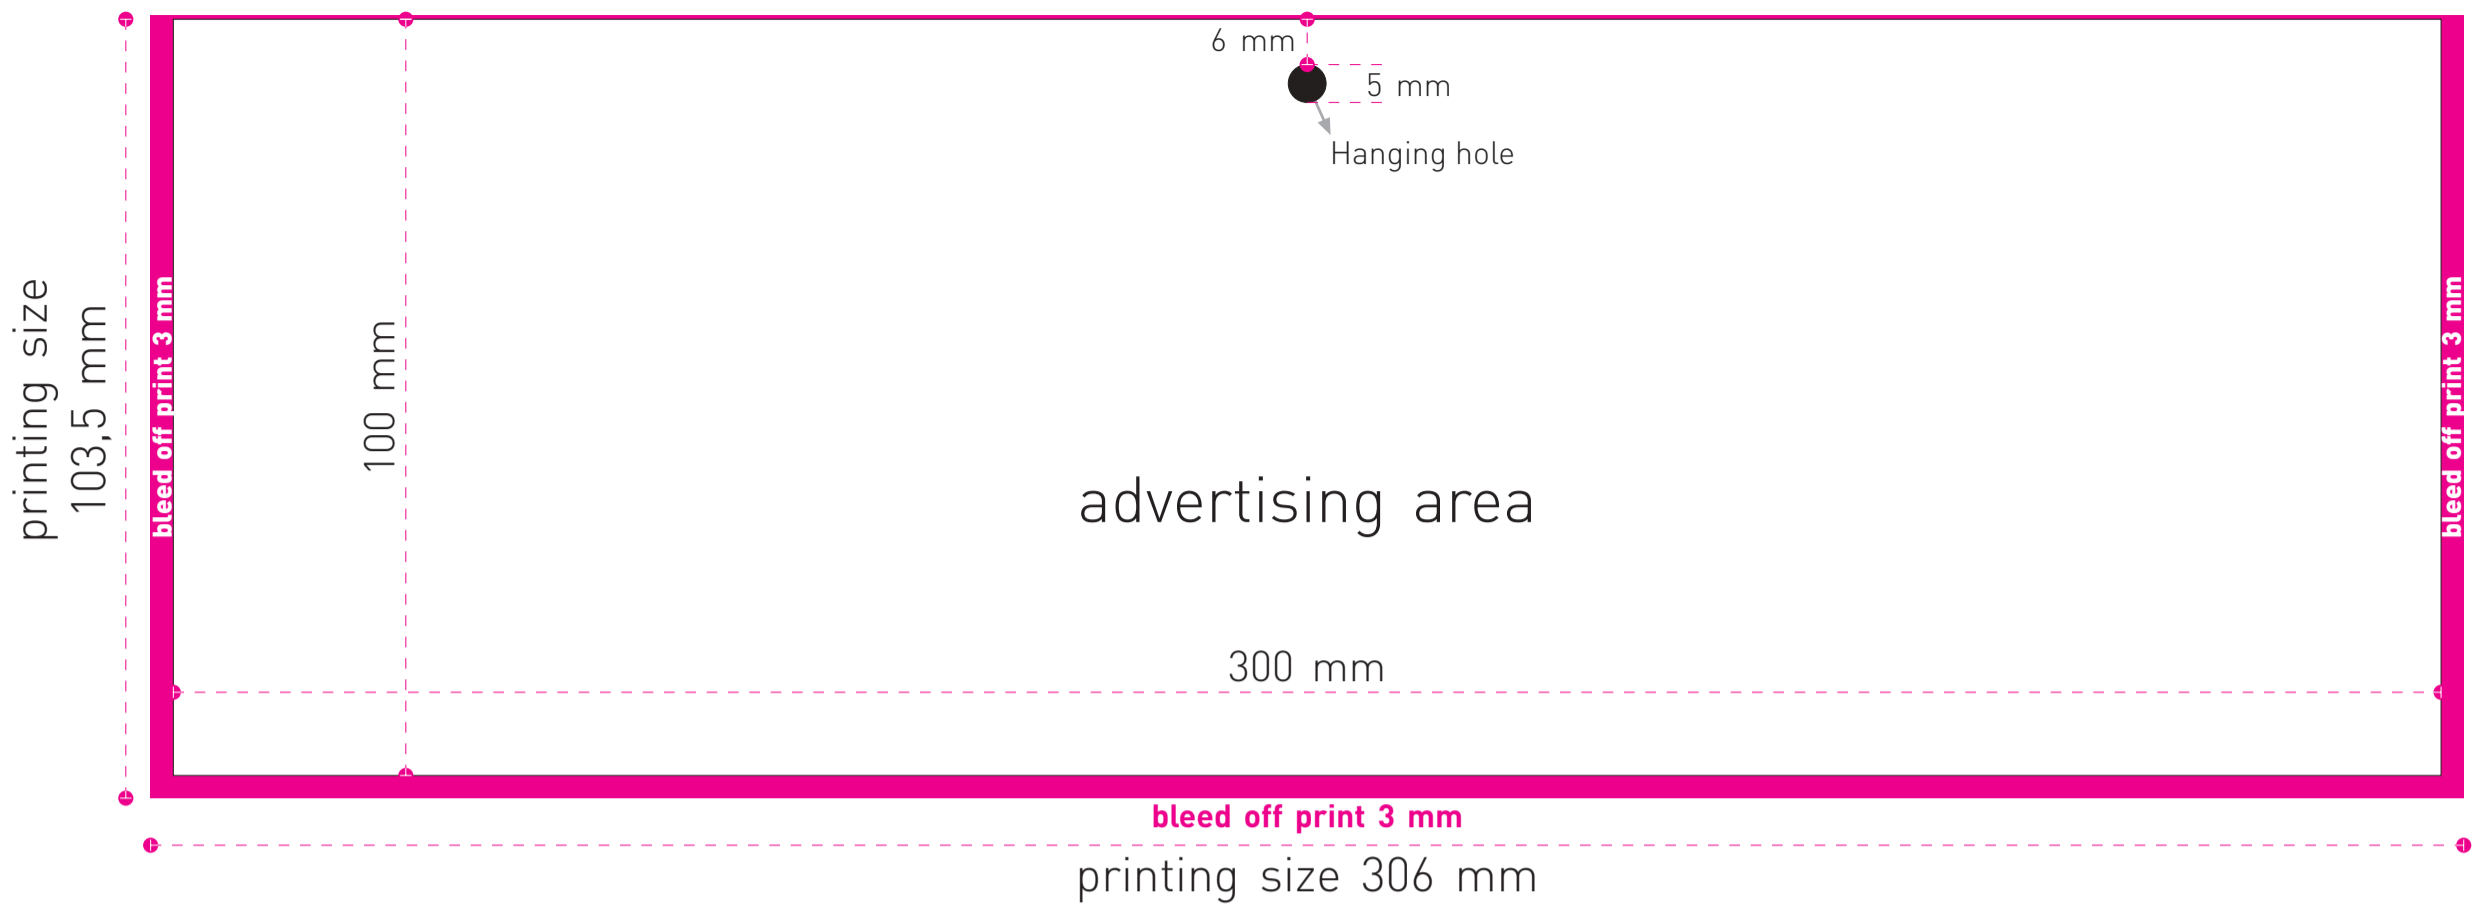 6 mm
5 mm
Hanging hole
printing size
103,5 mm
bleed off print 3 mm
100 mm
bleed off print 3 mm
advertising area
300 mm
bleed off print 3 mm
printing size 306 mm